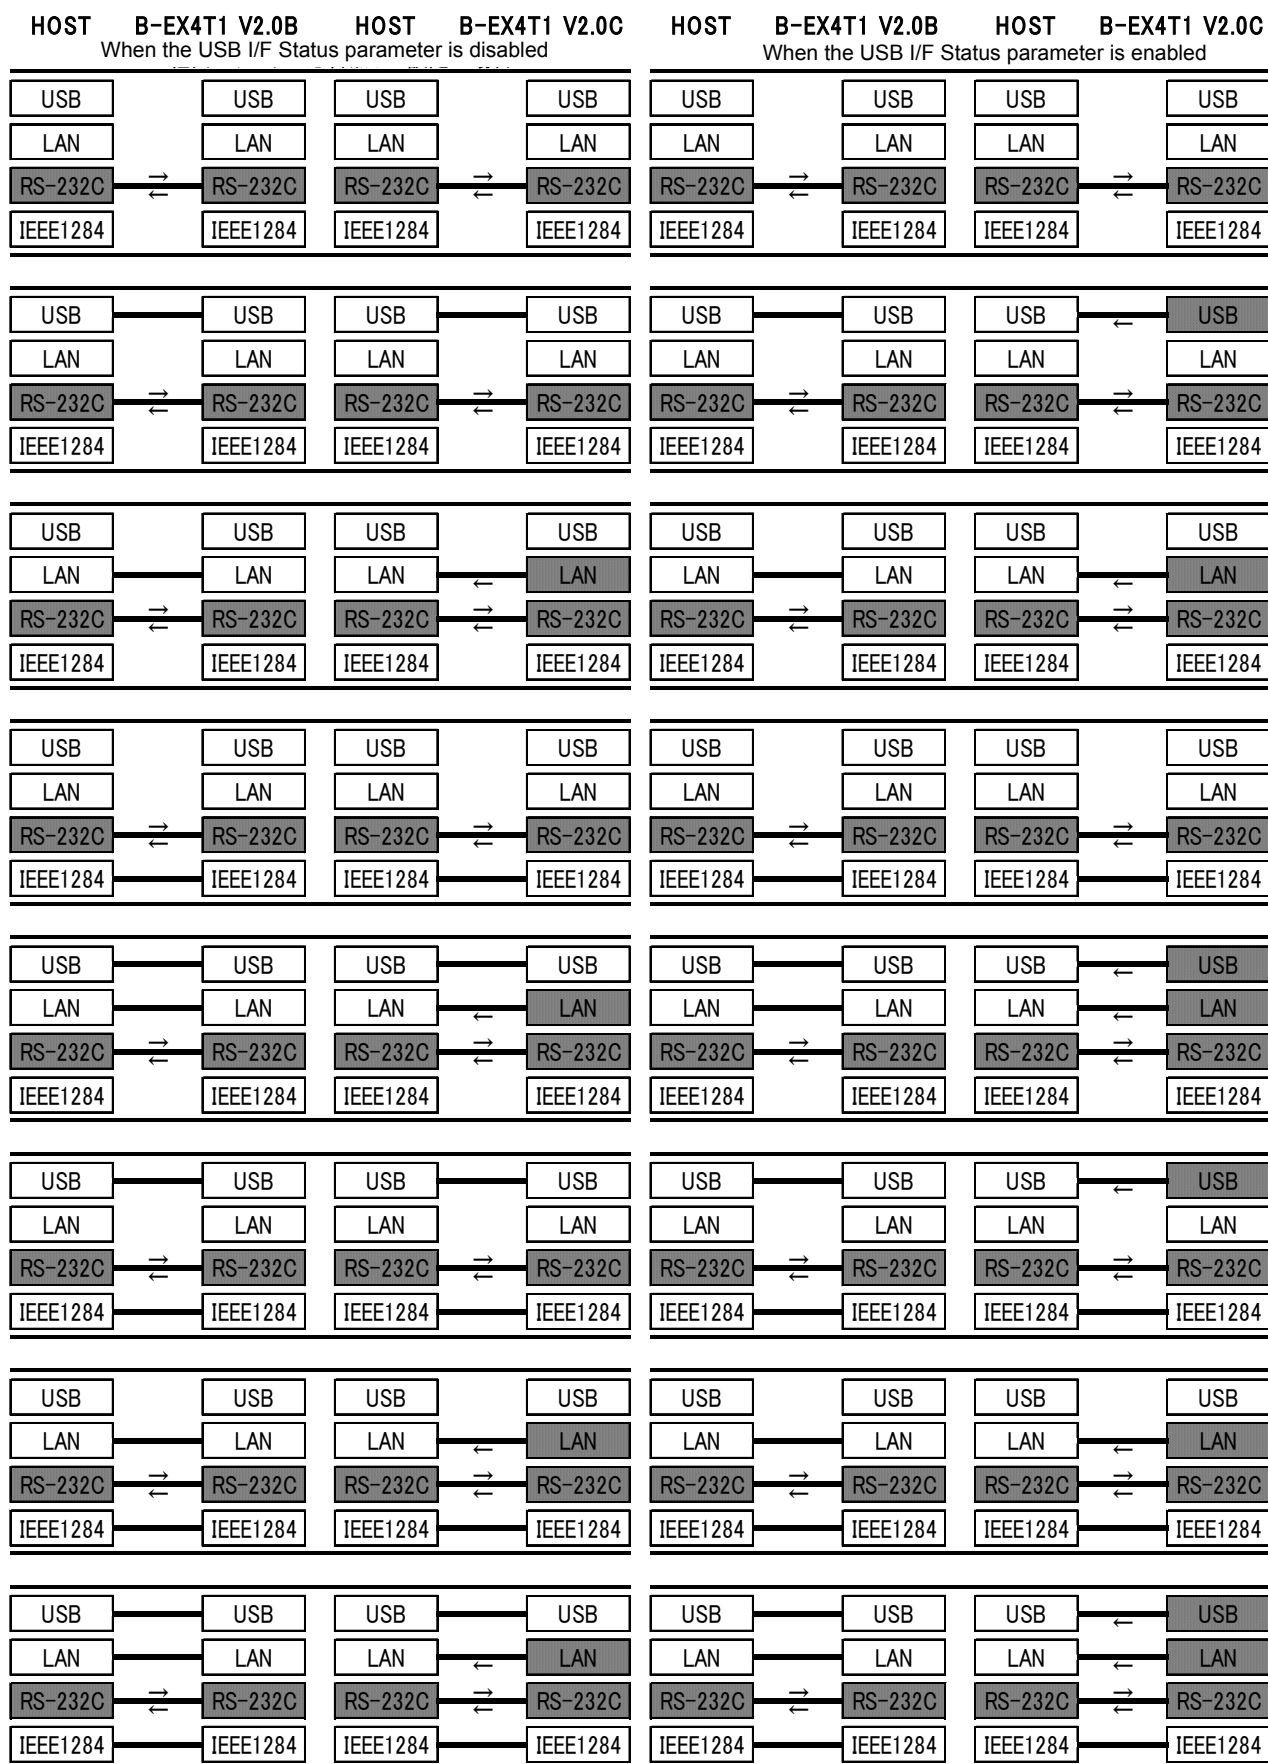 HOST B-EX4T1 V2.0B HOST B-EX4T1 V2.0C HOST B-EX4T1 V2.0B HOST B-EX4T1 V2.0C
When the USB I/F Status parameter is disabled When the USB I/F Status parameter is enabled
USB USB USB USB USB USB USB USB
LAN LAN LAN LAN LAN LAN LAN LAN
RS-232C → ← RS-232C RS-232C → ← RS-232C RS-232C → ← RS-232C RS-232C → ← RS-232C
IEEE1284 IEEE1284 IEEE1284 IEEE1284 IEEE1284 IEEE1284 IEEE1284 IEEE1284
USB USB USB USB USB USB USB ← USB
LAN LAN LAN LAN LAN LAN LAN LAN
RS-232C → ← RS-232C RS-232C → ← RS-232C RS-232C → ← RS-232C RS-232C → ← RS-232C
IEEE1284 IEEE1284 IEEE1284 IEEE1284 IEEE1284 IEEE1284 IEEE1284 IEEE1284
USB USB USB USB USB USB USB USB
LAN LAN LAN ← LAN LAN LAN LAN ← LAN
RS-232C → ← RS-232C RS-232C → ← RS-232C RS-232C → ← RS-232C RS-232C → ← RS-232C
IEEE1284 IEEE1284 IEEE1284 IEEE1284 IEEE1284 IEEE1284 IEEE1284 IEEE1284
USB USB USB USB USB USB USB USB
LAN LAN LAN LAN LAN LAN LAN LAN
RS-232C → ← RS-232C RS-232C → ← RS-232C RS-232C → ← RS-232C RS-232C → ← RS-232C
IEEE1284 IEEE1284 IEEE1284 IEEE1284 IEEE1284 IEEE1284 IEEE1284 IEEE1284
USB USB USB USB USB USB USB ← USB
LAN LAN LAN ← LAN LAN LAN LAN ← LAN
RS-232C → ← RS-232C RS-232C → ← RS-232C RS-232C → ← RS-232C RS-232C → ← RS-232C
IEEE1284 IEEE1284 IEEE1284 IEEE1284 IEEE1284 IEEE1284 IEEE1284 IEEE1284
USB USB USB USB USB USB USB ← USB
LAN LAN LAN LAN LAN LAN LAN LAN
RS-232C → ← RS-232C RS-232C → ← RS-232C RS-232C → ← RS-232C RS-232C → ← RS-232C
IEEE1284 IEEE1284 IEEE1284 IEEE1284 IEEE1284 IEEE1284 IEEE1284 IEEE1284
USB USB USB USB USB USB USB USB
LAN LAN LAN ← LAN LAN LAN LAN ← LAN
RS-232C → ← RS-232C RS-232C → ← RS-232C RS-232C → ← RS-232C RS-232C → ← RS-232C
IEEE1284 IEEE1284 IEEE1284 IEEE1284 IEEE1284 IEEE1284 IEEE1284 IEEE1284
USB USB USB USB USB USB USB ← USB
LAN LAN LAN ← LAN LAN LAN LAN ← LAN
RS-232C → ← RS-232C RS-232C → ← RS-232C RS-232C → ← RS-232C RS-232C → ← RS-232C
IEEE1284 IEEE1284 IEEE1284 IEEE1284 IEEE1284 IEEE1284 IEEE1284 IEEE1284